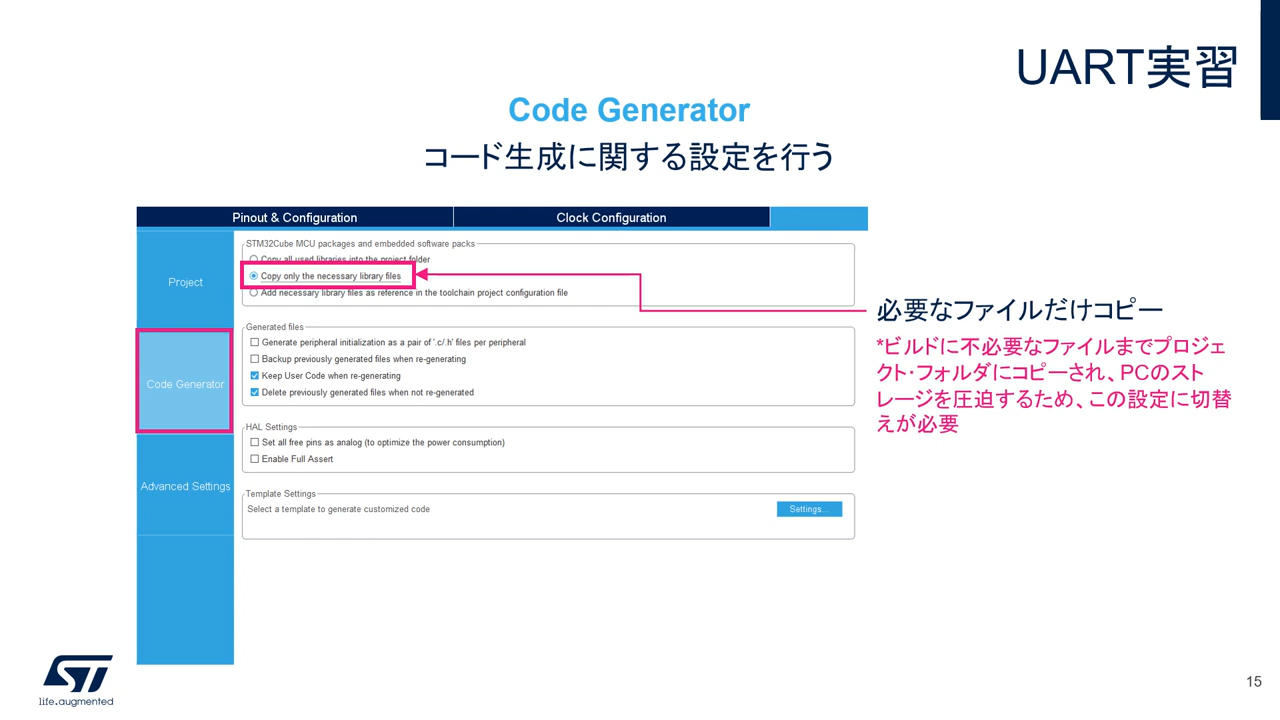 UART実習
Code Generator
コード生成に関する設定を行う
Pinout & Configuration
Clock Configuration
Project
Code Generator
Advanced Settings
STM32Cube MCU packages and embedded software packs
Copy all used libraries into the project folder
Copy only the necessary library files
Add necessary library files as reference in the toolchain project configuration file
Generated files
Generate peripheral initialization as a pair of '.c/.h' files per peripheral
Backup previously generated files when re-generating
Keep User Code when re-generating
Delete previously generated files when not re-generated
HAL Settings
Set all free pins as analog (to optimize the power consumption)
Enable Full Assert
Template Settings
Select a template to generate customized code
Settings...
必要なファイルだけコピー
*ビルドに不必要なファイルまでプロジェ
クト・フォルダにコピーされ、PCのスト
レージを圧迫するため、この設定に切替
えが必要
ST
life.augmented
15